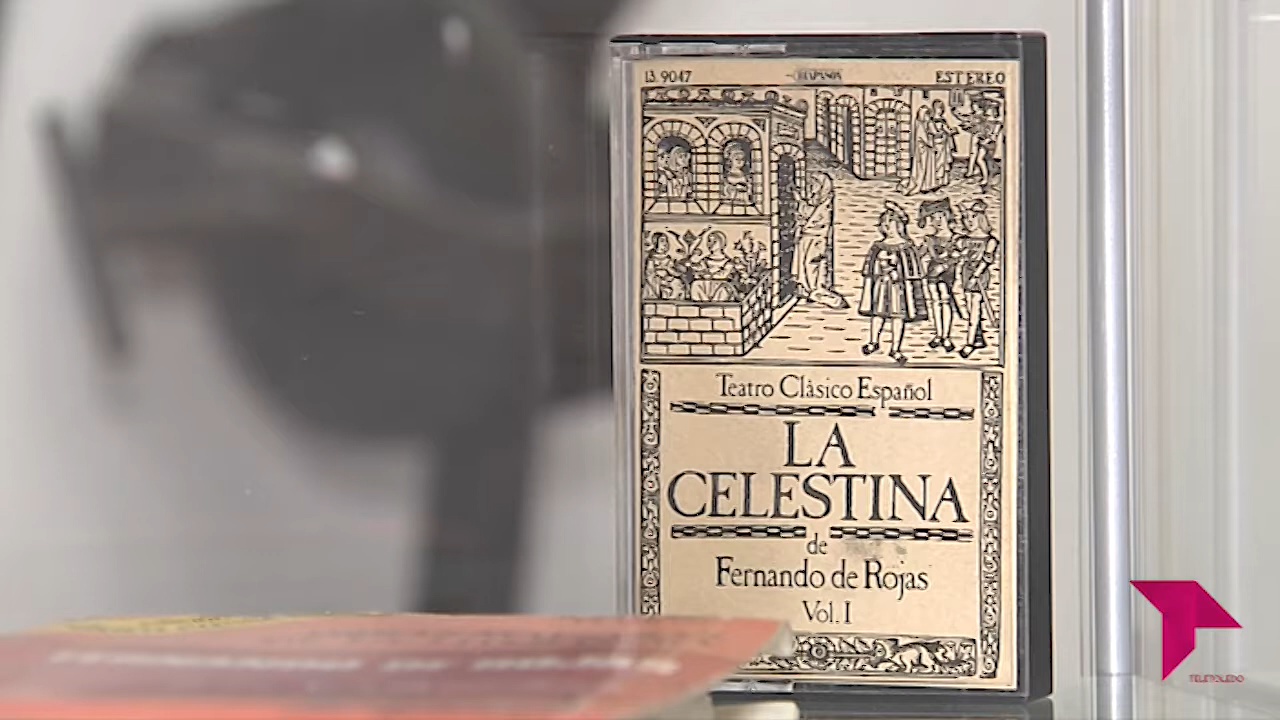 13. 9047
ESTEREO
Teatro Clásico Español
LA
CELESTINA
de
Fernando de Rojas
Vol. I
TELETOLEDO